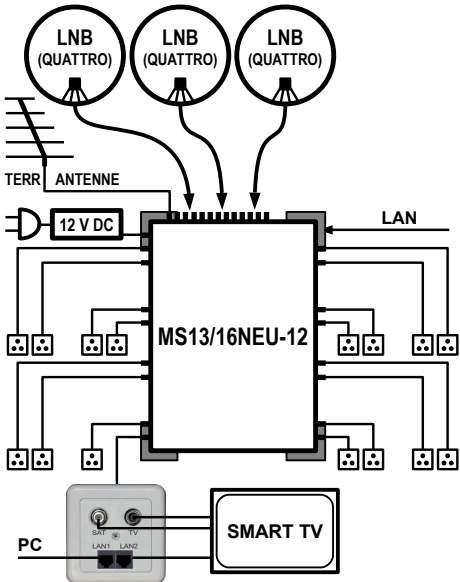 LNB
(QUATTRO)
LNB
(QUATTRO)
LNB
(QUATTRO)
TERR ANTENNE
12 V DC
LAN
MS13/16NEU-12
SAT
TV
LAN1
LAN2
PC
SMART TV